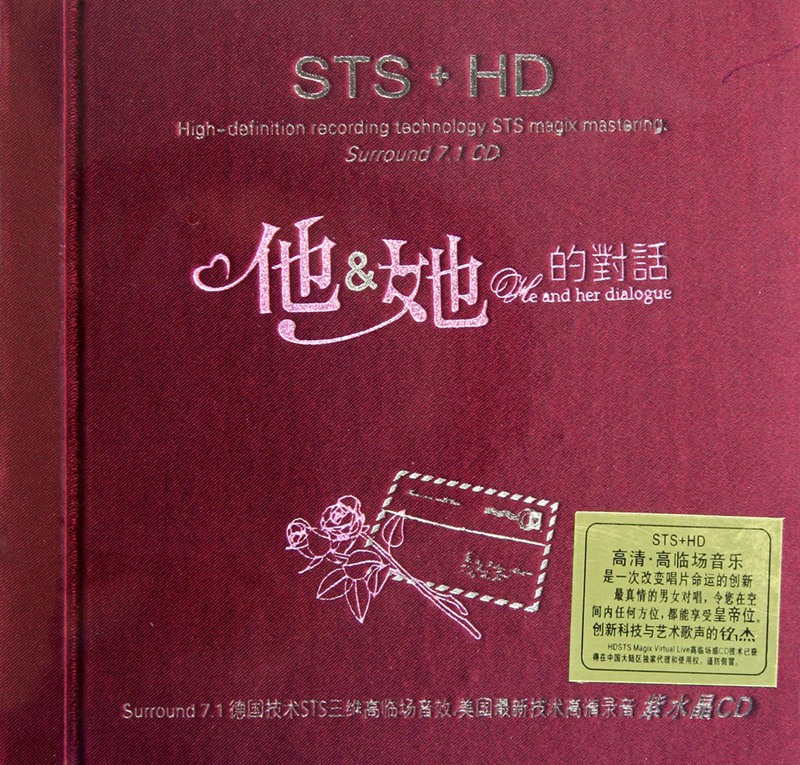 STS + HD
High-definition recording technology STS magix mastering.
Surround 7.1 CD
他&她的對話
He and her dialogue
STS+HD
高清·高临场音乐
是一次改变唱片命运的创新
最真情的男女对唱，令您在空
间内任何方位，都能享受皇帝位。
创新科技与艺术歌声的铭杰
HDSTS Magix Virtual Live高临场感CD技术已获
得在中国大陆区独家代理和使用权。谨防假冒。
Surround 7.1 德国技术STS三维高临场音效.美國最新技术高清录音 紫水晶CD